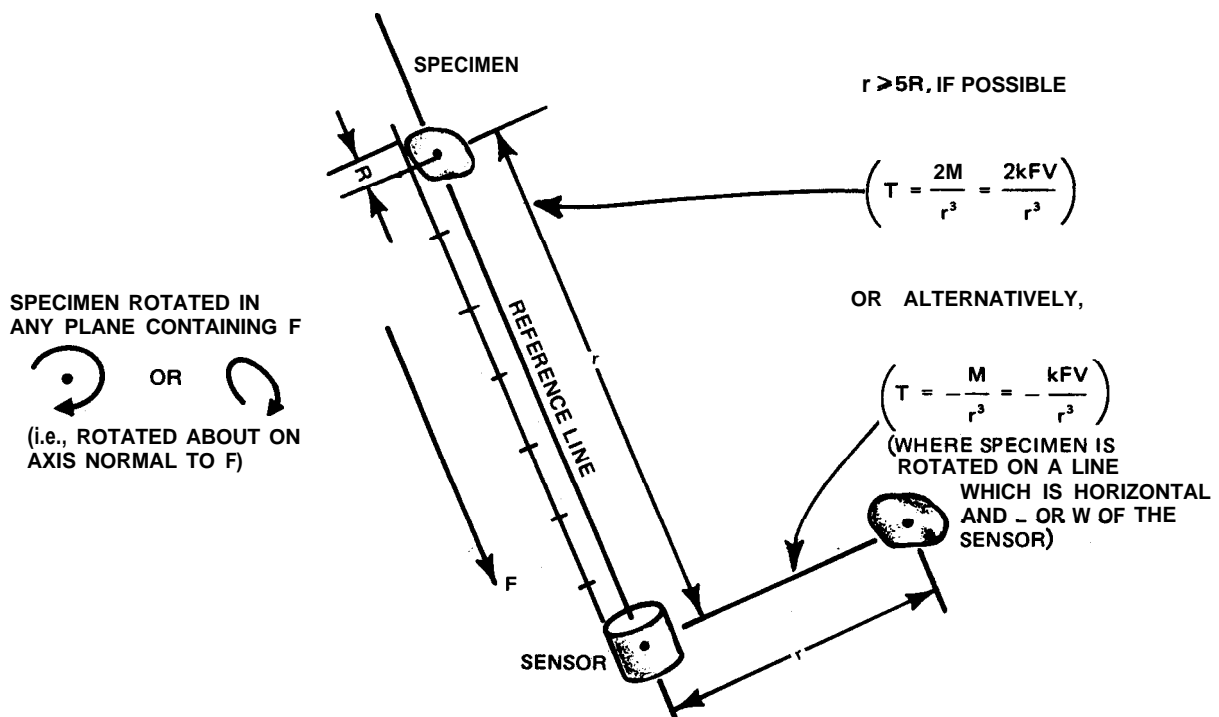 SPECIMEN
r ⩾ 5R, IF POSSIBLE
R
(T = 2M/r³ = 2kFV/r³)
OR ALTERNATIVELY,
SPECIMEN ROTATED IN
ANY PLANE CONTAINING F
OR
(i.e., ROTATED ABOUT ON
AXIS NORMAL TO F)
REFERENCE LINE
r
(T = - M/r³ = - kFV/r³)
(WHERE SPECIMEN IS
ROTATED ON A LINE
WHICH IS HORIZONTAL
AND – OR W OF THE
SENSOR)
F
SENSOR
r